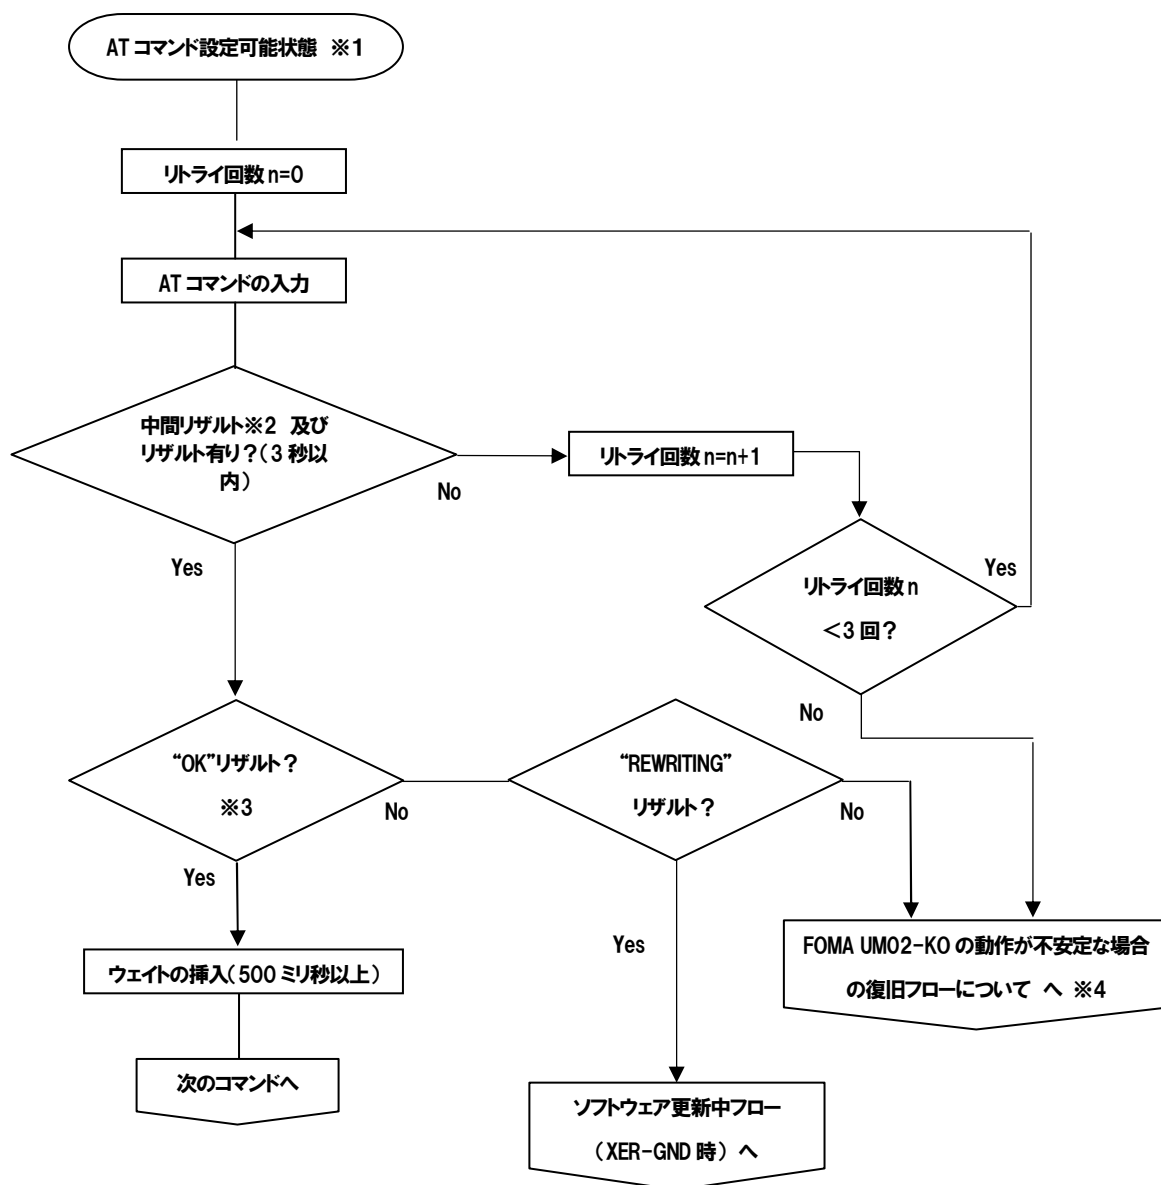 ATコマンド設定可能状態 ※1
リトライ回数 n=0
ATコマンドの入力
中間リザルト※2 及び
リザルト有り?(3秒以
内)
No
リトライ回数 n=n+1
Yes
リトライ回数 n
<3回?
Yes
No
“OK”リザルト?
※3
No
“REWRITING”
リザルト?
No
Yes
Yes
ウェイトの挿入(500ミリ秒以上)
FOMA UM02-KO の動作が不安定な場合
の復旧フローについて へ ※4
次のコマンドへ
ソフトウェア更新中フロー
(XER-GND 時) へ